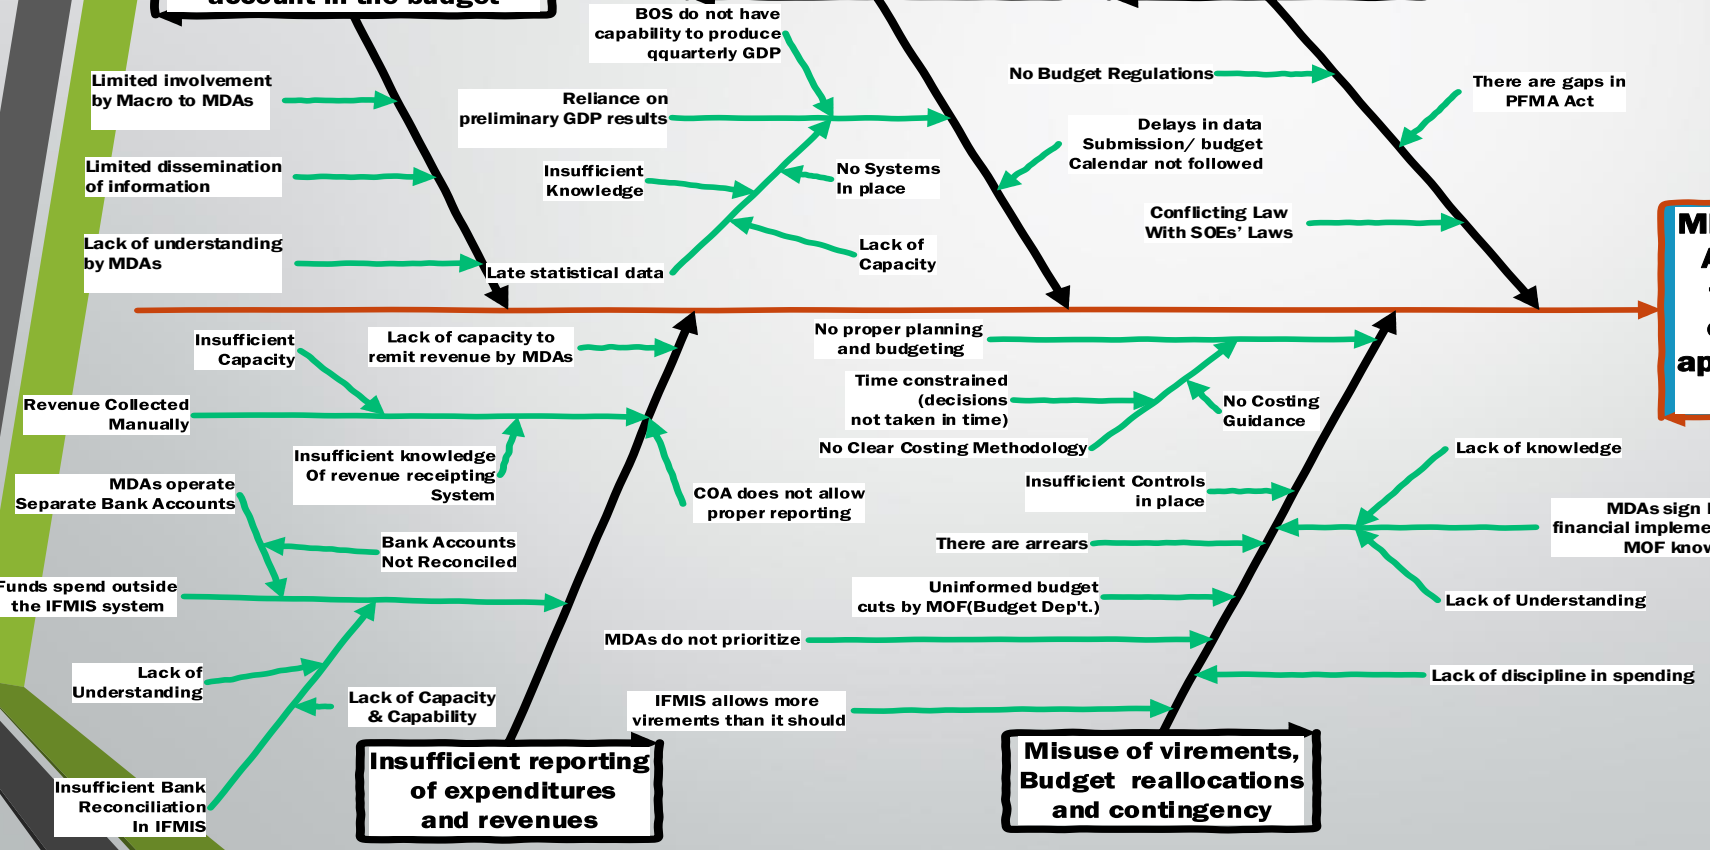 account in the budget
BOS do not have
capability to produce
qquarterly GDP
Limited involvement
by Macro to MDAs
Reliance on
preliminary GDP results
No Budget Regulations
There are gaps in
PFMA Act
Delays in data
Submission/ budget
Calendar not followed
Limited dissemination
of information
Insufficient
Knowledge
No Systems
In place
Conflicting Law
With SOEs’ Laws
Lack of understanding
by MDAs
Late statistical data
Lack of
Capacity
Insufficient
Capacity
Lack of capacity to
remit revenue by MDAs
No proper planning
and budgeting
Time constrained
(decisions
not taken in time)
No Costing
Guidance
Revenue Collected
Manually
No Clear Costing Methodology
Insufficient knowledge
Of revenue receipting
System
Lack of knowledge
MDAs operate
Separate Bank Accounts
COA does not allow
proper reporting
Insufficient Controls
in place
MDAs sign
financial
MOF
Bank Accounts
Not Reconciled
There are arrears
Funds spend outside
the IFMIS system
Uninformed budget
cuts by MOF(Budget Dep't.)
Lack of Understanding
MDAs do not prioritize
Lack of
Understanding
Lack of Capacity
& Capability
IFMIS allows more
virements than it should
Lack of discipline in spending
Insufficient Bank
Reconciliation
In IFMIS
Insufficient reporting
of expenditures
and revenues
Misuse of virements,
Budget reallocations
and contingency